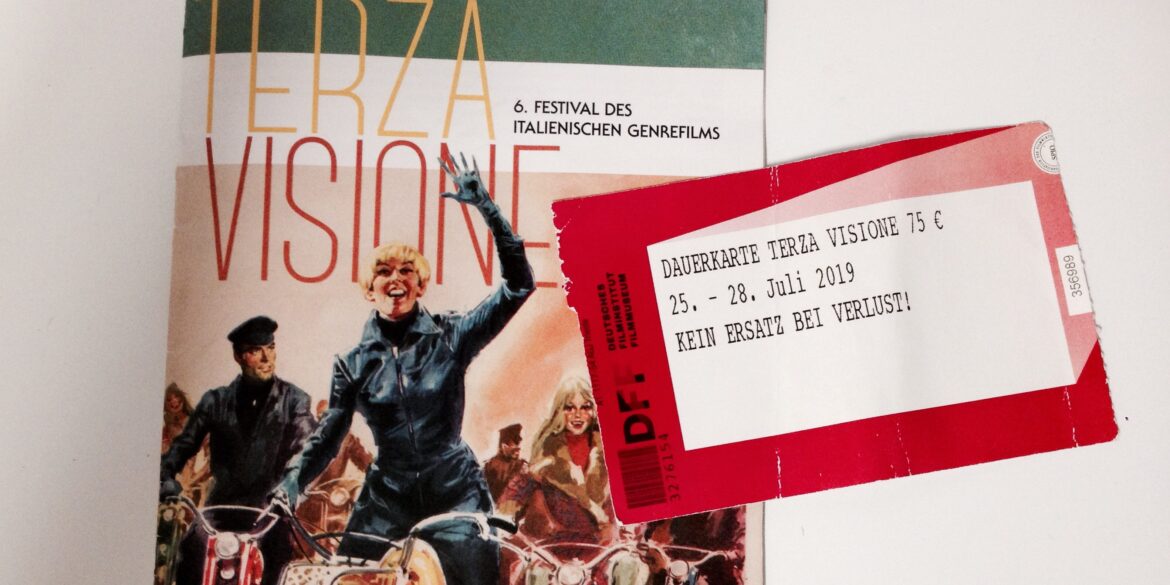 TERZA
VISIONE
6. FESTIVAL DES
ITALIENISCHEN GENREFILMS
DAUERKARTE TERZA VISIONE 75 €
25. - 28. Juli 2019
KEIN ERSATZ BEI VERLUST!
356989
DEUTSCHES
FILMINSTITUT
FILMMUSEUM
DFF
3276154